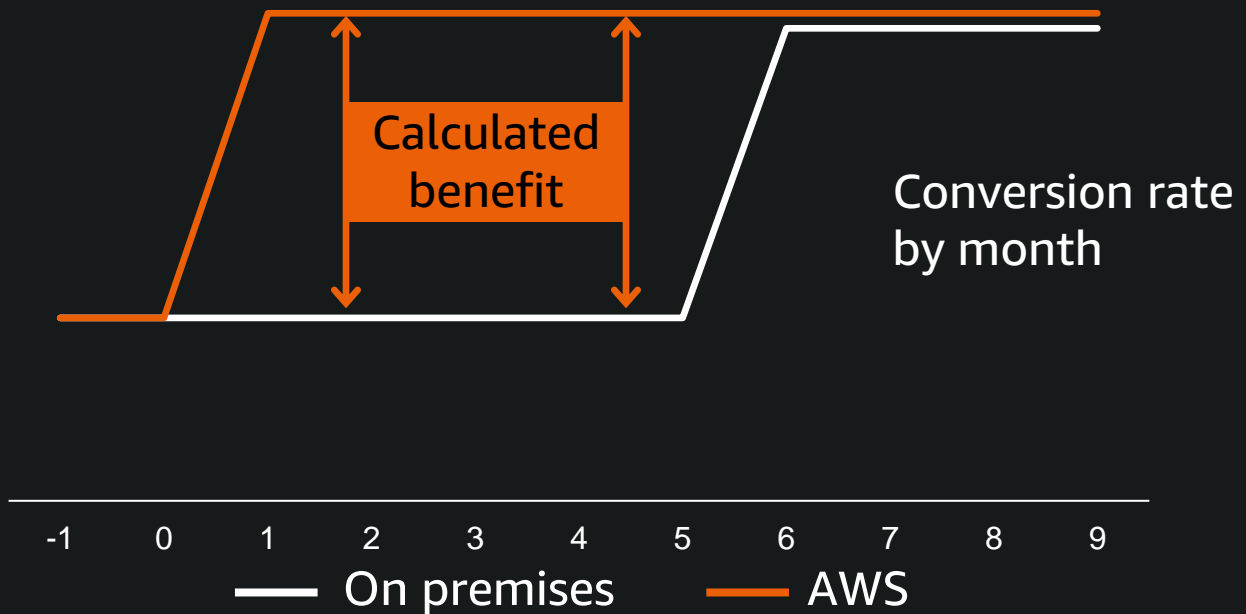 Calculated
benefit
Conversion rate
by month
-1 0 1 2 3 4 5 6 7 8 9
On premises AWS